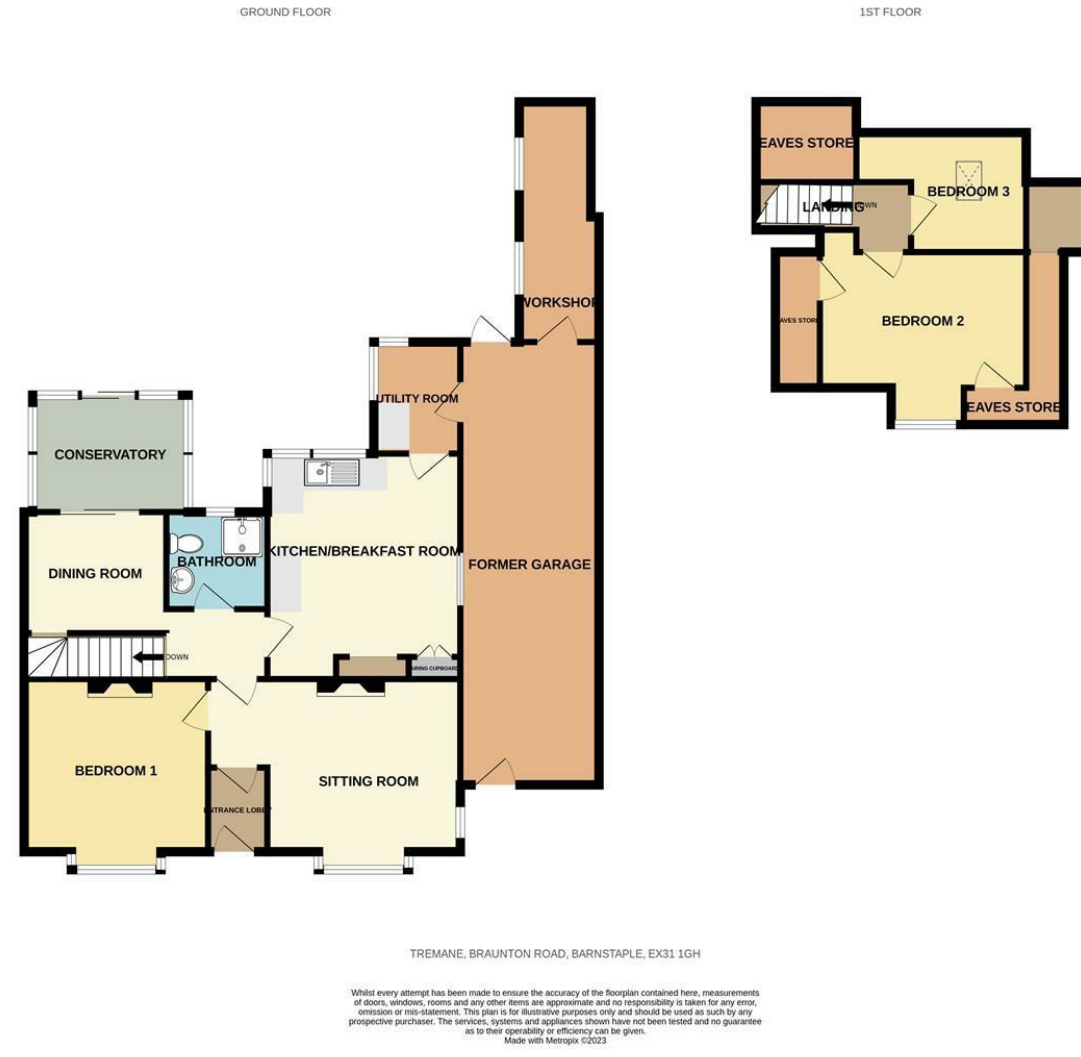 GROUND FLOOR
1ST FLOOR
EAVES STORE
BEDROOM 3
LANDING
DOWN
WORKSHOP
BEDROOM 2
EAVES STORE
EAVES STORE
UTILITY ROOM
CONSERVATORY
KITCHEN/BREAKFAST ROOM
BATHROOM
FORMER GARAGE
DINING ROOM
DOWN
AIRING CUPBOARD
BEDROOM 1
SITTING ROOM
ENTRANCE LOBBY
TREMANE, BRAUNTON ROAD, BARNSTAPLE, EX31 1GH
Whilst every attempt has been made to ensure the accuracy of the floorplan contained here, measurements
of doors, windows, rooms and any other items are approximate and no responsibility is taken for any error,
omission or mis-statement. This plan is for illustrative purposes only and should be used as such by any
prospective purchaser. The services, systems and appliances shown have not been tested and no guarantee
as to their operability or efficiency can be given.
Made with Metropix ©2023